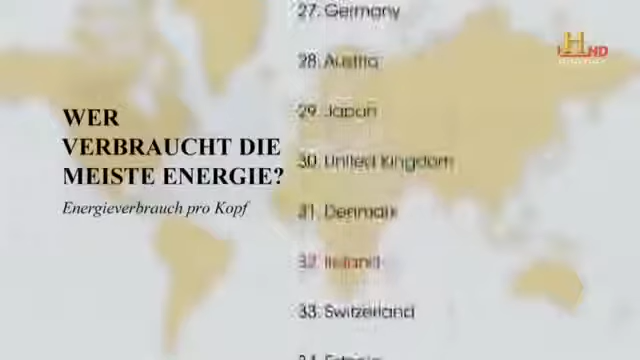 WER
VERBRAUCHT DIE
MEISTE ENERGIE?
Energieverbrauch pro Kopf
27. Germany
28. Austria
29. Japan
30. United Kingdom
31. Denmark
32. Ireland
33. Switzerland
H HD